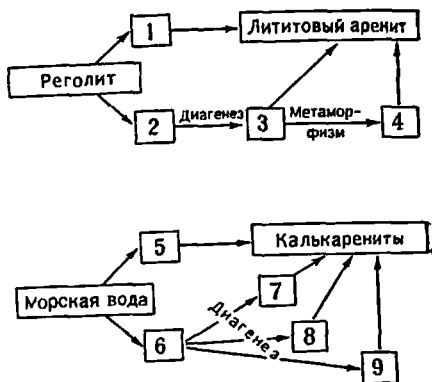 1
Лититовый аренит
Реголит
2
Диагенез
3
Метамор-
физм
4
5
Калькарениты
Морская вода
6
Диагенез
7
8
9